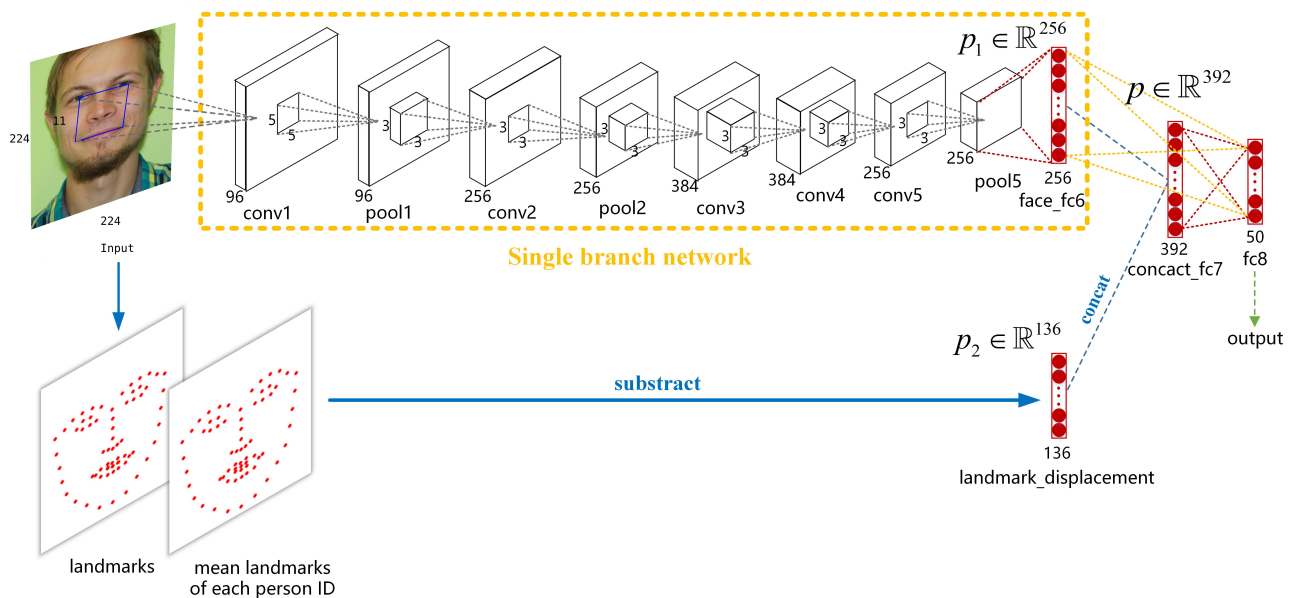 11
224
224
Input
5
5
96
conv1
3
3
96
pool1
3
3
256
conv2
3
3
256
pool2
3
3
384
conv3
3
3
384
conv4
3
3
256
conv5
256
pool5
p₁ ∈ ℝ²⁵⁶
256
face_fc6
Single branch network
p ∈ ℝ³⁹²
392
concact_fc7
50
fc8
output
concat
p₂ ∈ ℝ¹³⁶
136
landmark_displacement
substract
landmarks
mean landmarks
of each person ID